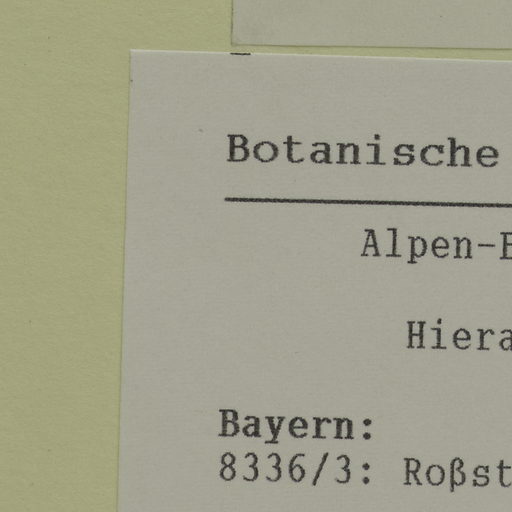 Botanische
Alpen-
Hiera
Bayern:
8336/3: Roßst